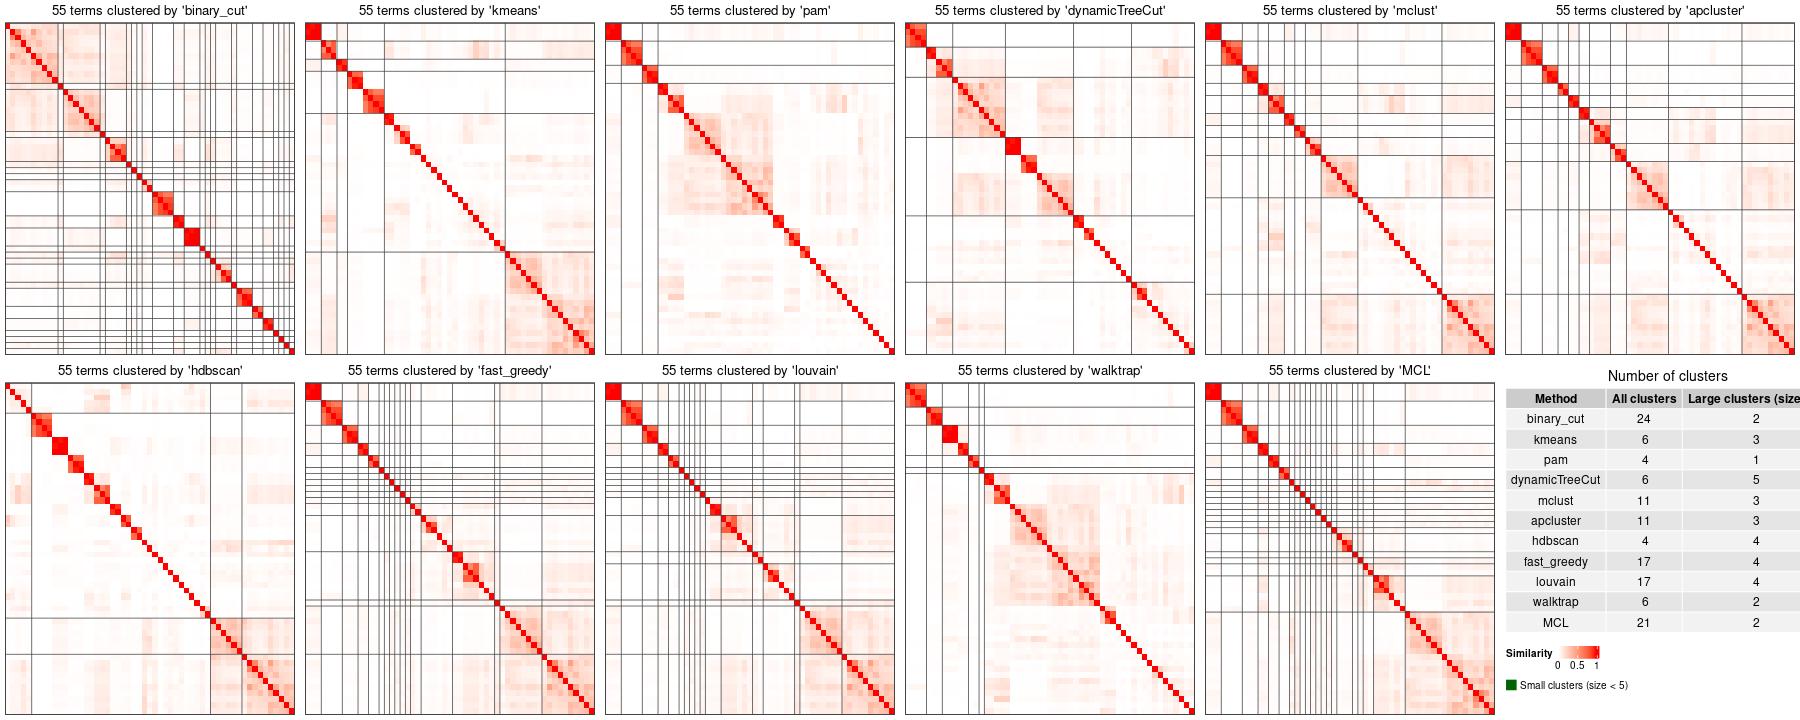 55 terms clustered by 'binary_cut'
55 terms clustered by 'kmeans'
55 terms clustered by 'pam'
55 terms clustered by 'dynamicTreeCut'
55 terms clustered by 'mclust'
55 terms clustered by 'apcluster'
55 terms clustered by 'hdbscan'
55 terms clustered by 'fast_greedy'
55 terms clustered by 'louvain'
55 terms clustered by 'walktrap'
55 terms clustered by 'MCL'
Number of clusters
Method All clusters Large clusters (size
binary_cut 24 2
kmeans 6 3
pam 4 1
dynamicTreeCut 6 5
mclust 11 3
apcluster 11 3
hdbscan 4 4
fast_greedy 17 4
louvain 17 4
walktrap 6 2
MCL 21 2
Similarity
0 0.5 1
Small clusters (size < 5)